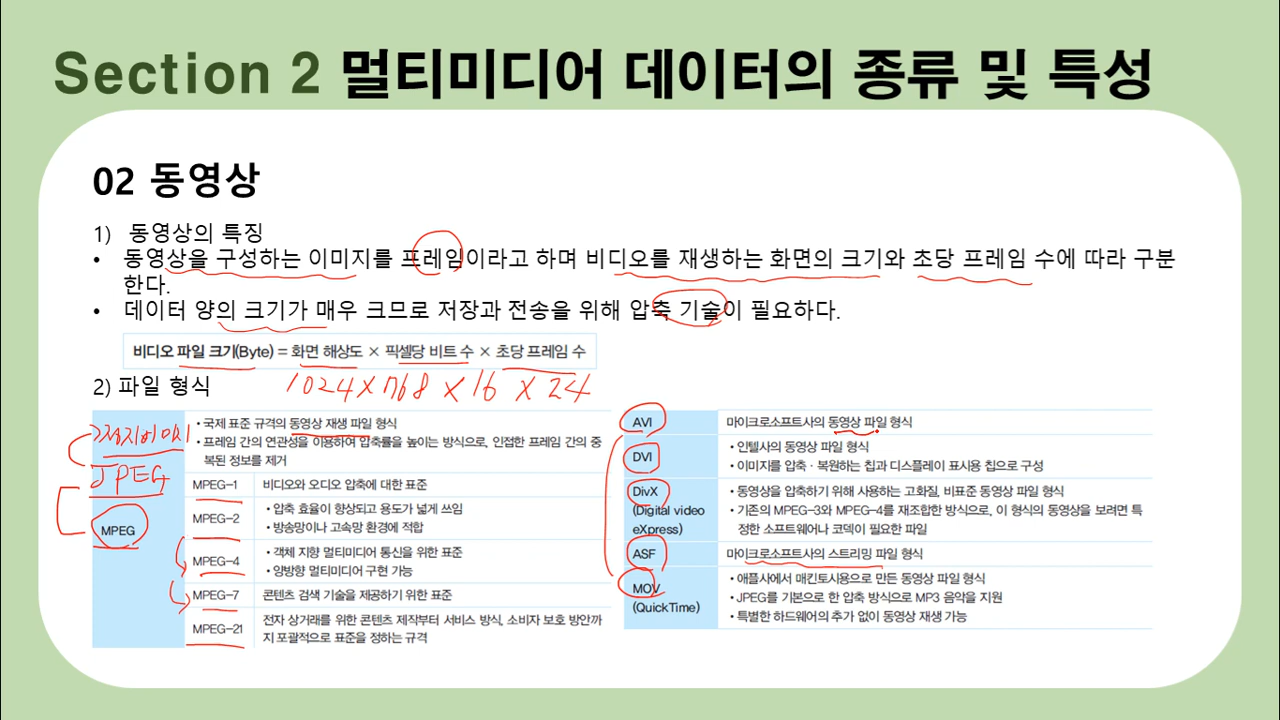 Section 2 멀티미디어 데이터의 종류 및 특성
02 동영상
1) 동영상의 특징
• 동영상을 구성하는 이미지를 프레임이라고 하며 비디오를 재생하는 화면의 크기와 초당 프레임 수에 따라 구분
한다.
• 데이터 양의 크기가 매우 크므로 저장과 전송을 위해 압축 기술이 필요하다.
비디오 파일 크기(Byte) = 화면 해상도 × 픽셀당 비트 수 × 초당 프레임 수
2) 파일 형식
1024 X 768 X 16 X 24
정지이미지
JPEG
MPEG
• 국제 표준 규격의 동영상 재생 파일 형식
• 프레임 간의 연관성을 이용하여 압축률을 높이는 방식으로, 인접한 프레임 간의 중
복된 정보를 제거
MPEG-1 비디오와 오디오 압축에 대한 표준
MPEG-2
• 압축 효율이 향상되고 용도가 넓게 쓰임
• 방송망이나 고속망 환경에 적합
MPEG-4
• 객체 지향 멀티미디어 통신을 위한 표준
• 양방향 멀티미디어 구현 가능
MPEG-7 콘텐츠 검색 기술을 제공하기 위한 표준
MPEG-21
전자 상거래를 위한 콘텐츠 제작부터 서비스 방식, 소비자 보호 방안까
지 포괄적으로 표준을 정하는 규격
AVI 마이크로소프트사의 동영상 파일 형식
DVI
• 인텔사의 동영상 파일 형식
• 이미지를 압축 · 복원하는 칩과 디스플레이 표시용 칩으로 구성
DivX
(Digital video
eXpress)
• 동영상을 압축하기 위해 사용하는 고화질, 비표준 동영상 파일 형식
• 기존의 MPEG-3와 MPEG-4를 재조합한 방식으로, 이 형식의 동영상을 보려면 특
정한 소프트웨어나 코덱이 필요한 파일
ASF 마이크로소프트사의 스트리밍 파일 형식
MOV
(QuickTime)
• 애플사에서 매킨토시용으로 만든 동영상 파일 형식
• JPEG를 기본으로 한 압축 방식으로 MP3 음악을 지원
• 특별한 하드웨어의 추가 없이 동영상 재생 가능